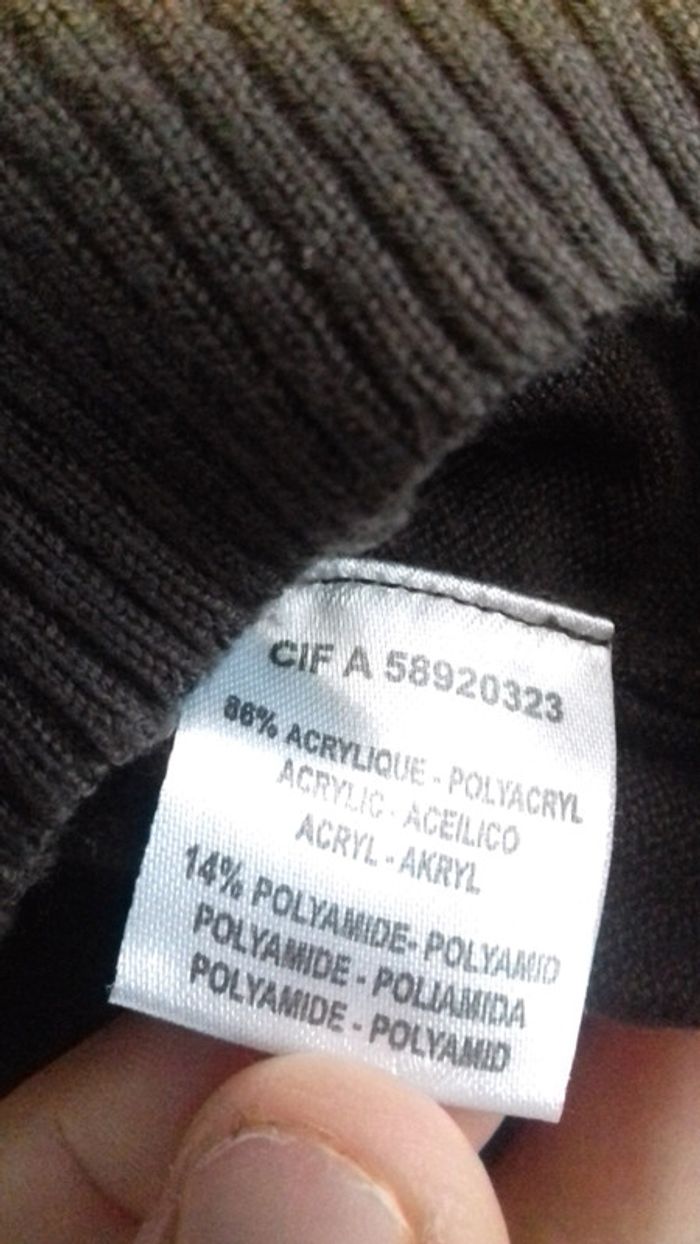 CIF A 58920323
86% ACRYLIQUE - POLYACRYL
ACRYLIC - ACEILICO
ACRYL - AKRYL
14% POLYAMIDE- POLYAMID
POLYAMIDE - POLIAMIDA
POLYAMIDE - POLYAMID